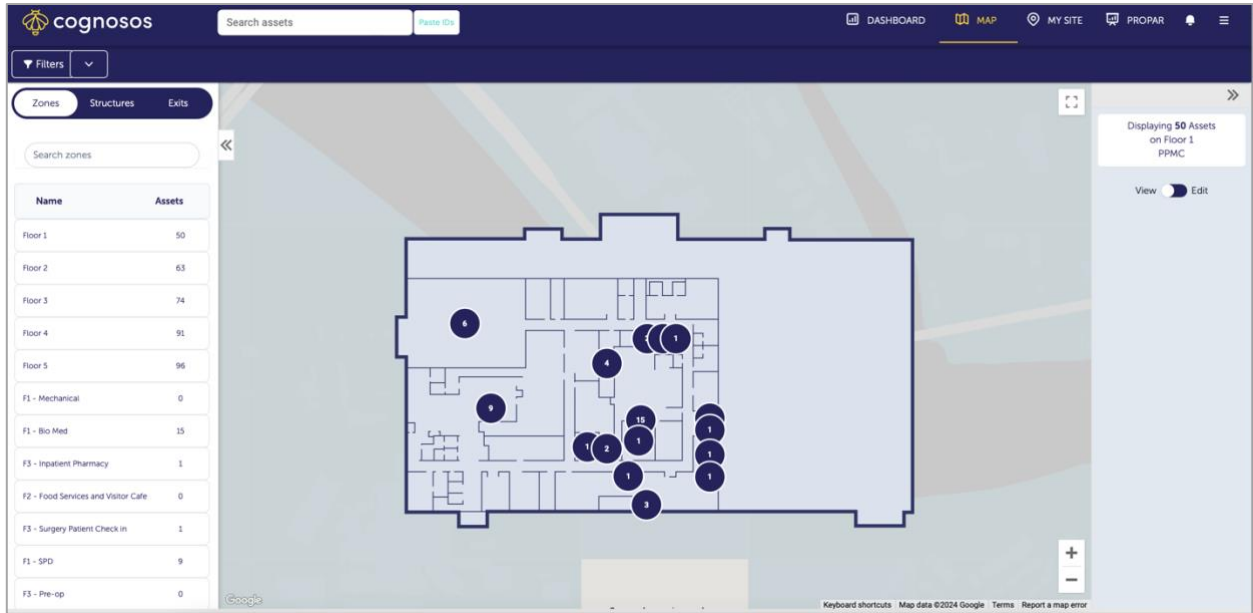 cognosos
Search assets
Paste IDs
DASHBOARD
MAP
MY SITE
PROPAR
Filters
Zones Structures Exits
Search zones
Name Assets
Floor 1 50
Floor 2 63
Floor 3 74
Floor 4 91
Floor 5 96
F1 - Mechanical 0
F1 - Bio Med 15
F3 - Inpatient Pharmacy 1
F2 - Food Services and Visitor Cafe 0
F3 - Surgery Patient Check in 1
F1 - SPD 9
F3 - Pre-op 0
6
1
4
9
15
1
1
1
2
1
1
1
3
Google
Keyboard shortcuts Map data ©2024 Google Terms Report a map error
Displaying 50 Assets
on Floor 1
PPMC
View Edit